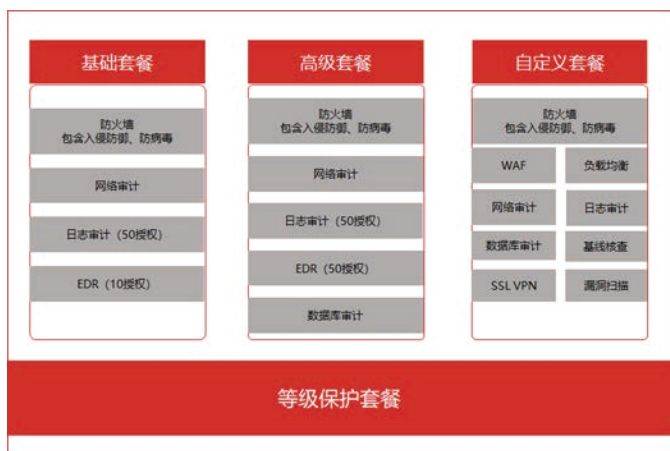 基础套餐
防火墙
包含入侵防御、防病毒
网络审计
日志审计（50授权）
EDR（10授权）
高级套餐
防火墙
包含入侵防御、防病毒
网络审计
日志审计（50授权）
EDR（50授权）
数据库审计
自定义套餐
防火墙
包含入侵防御、防病毒
WAF
负载均衡
网络审计
日志审计
数据库审计
基线核查
SSL VPN
漏洞扫描
等级保护套餐